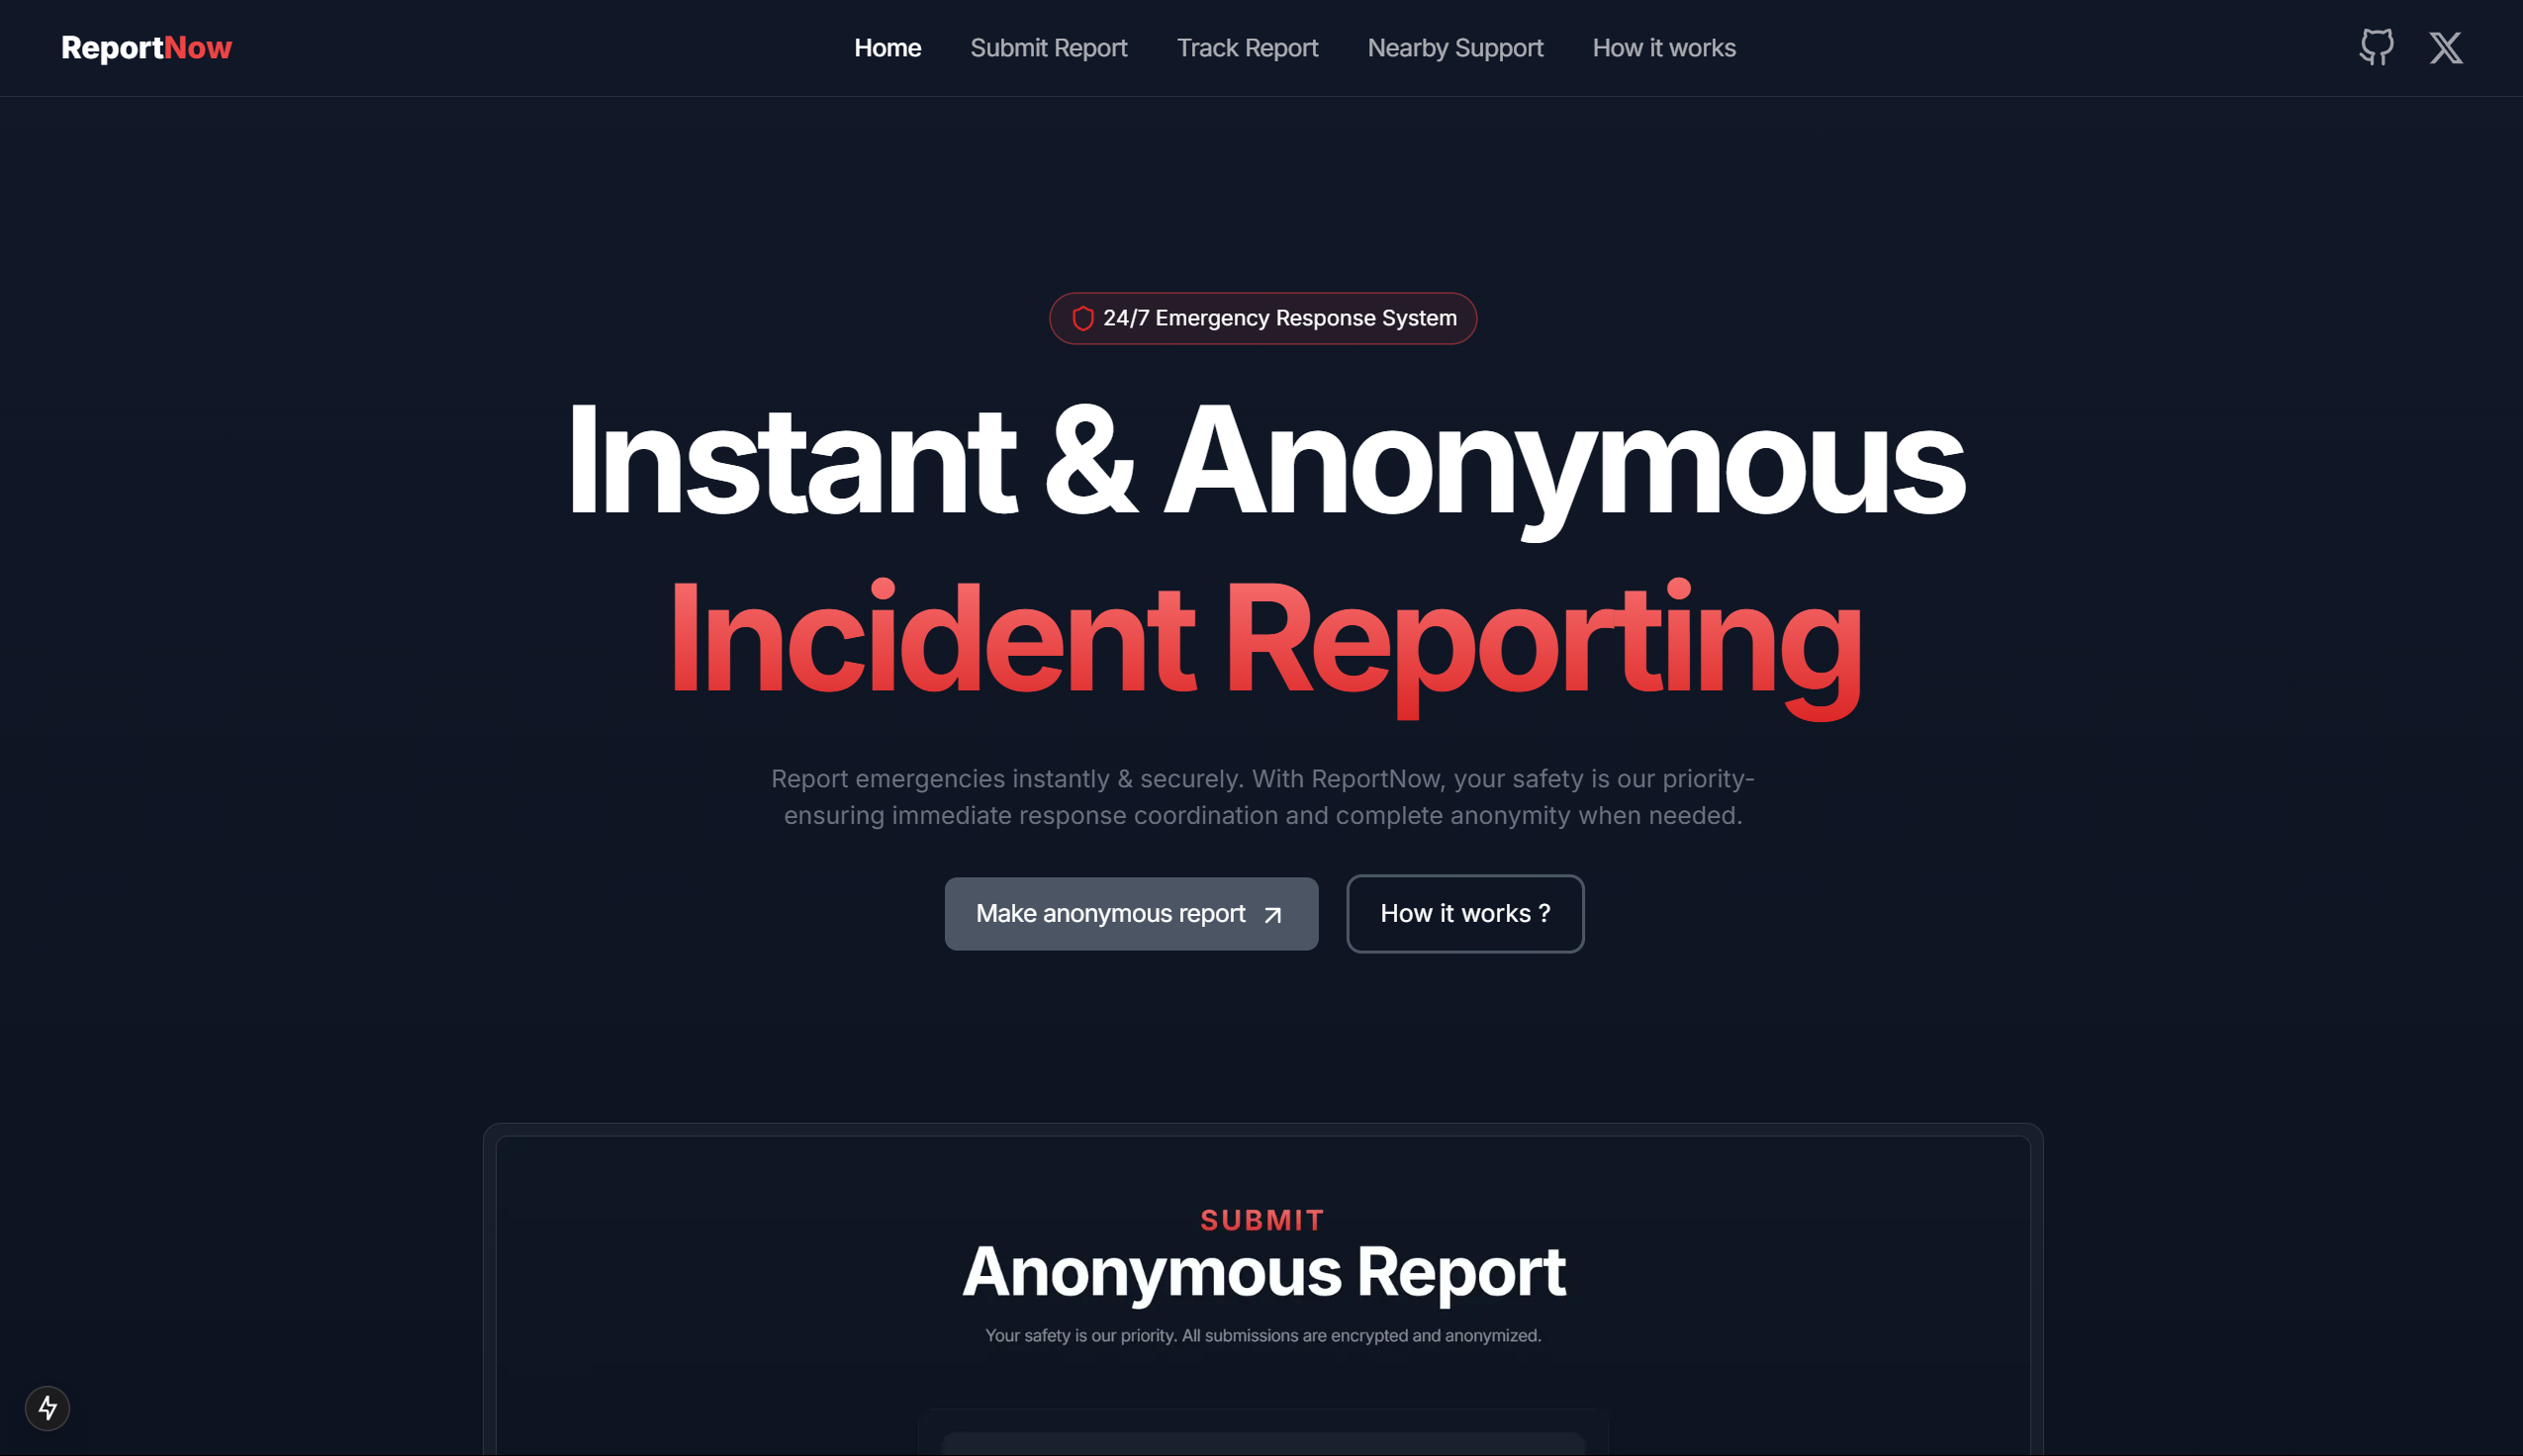 ReportNow
Home
Submit Report
Track Report
Nearby Support
How it works
24/7 Emergency Response System
Instant & Anonymous
Incident Reporting
Report emergencies instantly & securely. With ReportNow, your safety is our priority-
ensuring immediate response coordination and complete anonymity when needed.
Make anonymous report
How it works ?
SUBMIT
Anonymous Report
Your safety is our priority. All submissions are encrypted and anonymized.